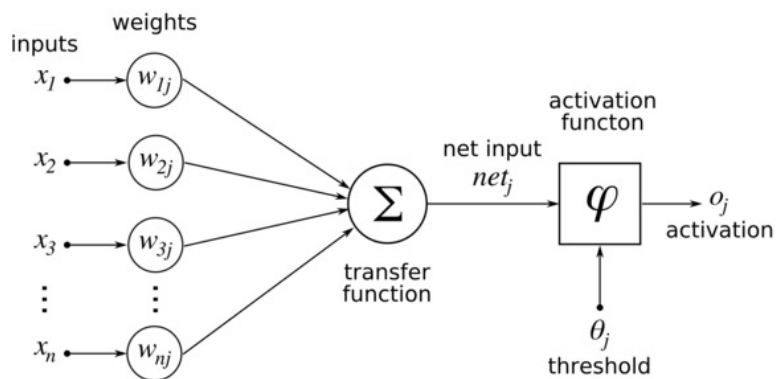 weights
inputs
x1
w1j
x2
w2j
x3
w3j
⋮
⋮
xn
wnj
Σ
transfer
function
net input
netj
activation
functon
φ
oj
activation
θj
threshold